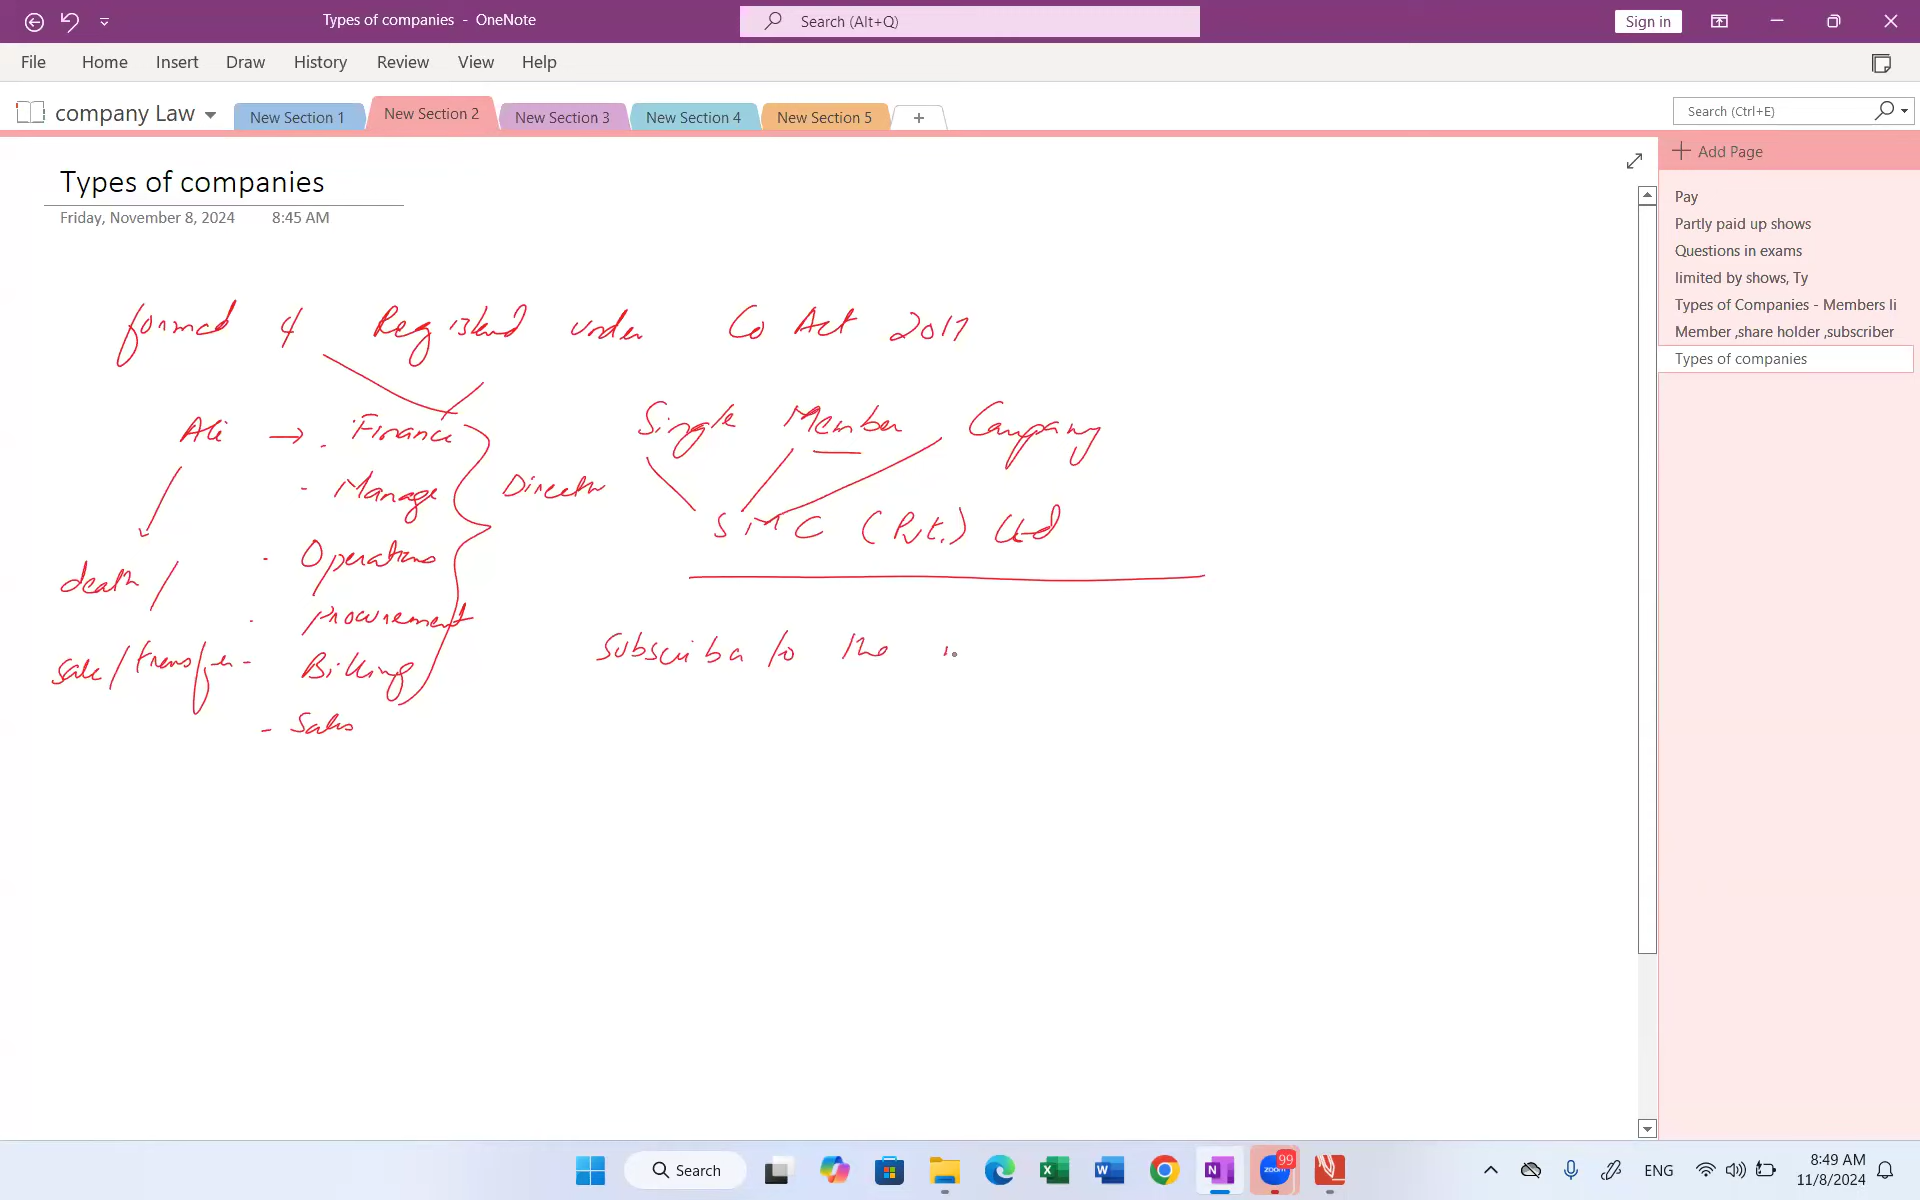 Types of companies - OneNote
Search (Alt+Q)
Sign in
File Home Insert Draw History Review View Help
company Law
New Section 1
New Section 2
New Section 3
New Section 4
New Section 5
+
Search (Ctrl+E)
Add Page
Pay
Partly paid up shows
Questions in exams
limited by shows, Ty
Types of Companies - Members li
Member ,share holder ,subscriber
Types of companies
Types of companies
Friday, November 8, 2024 8:45 AM
formed & Registered under Co Act 2017
Ali → . Finance
- Manage
- Operations
. Procurement
- Billing
- Sales
Director
death /
Sale / transfer
Single Member Company
SMC (Pvt.) Ltd
Subscriber to the
Search
99
zoom
ENG
8:49 AM
11/8/2024